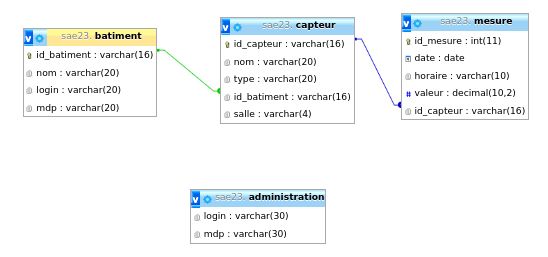 sae23. batiment
id_batiment : varchar(16)
nom : varchar(20)
login : varchar(20)
mdp : varchar(20)
sae23. capteur
id_capteur : varchar(16)
nom : varchar(20)
type : varchar(20)
id_batiment : varchar(16)
salle : varchar(4)
sae23. mesure
id_mesure : int(11)
date : date
horaire : varchar(10)
valeur : decimal(10,2)
id_capteur : varchar(16)
sae23. administration
login : varchar(30)
mdp : varchar(30)